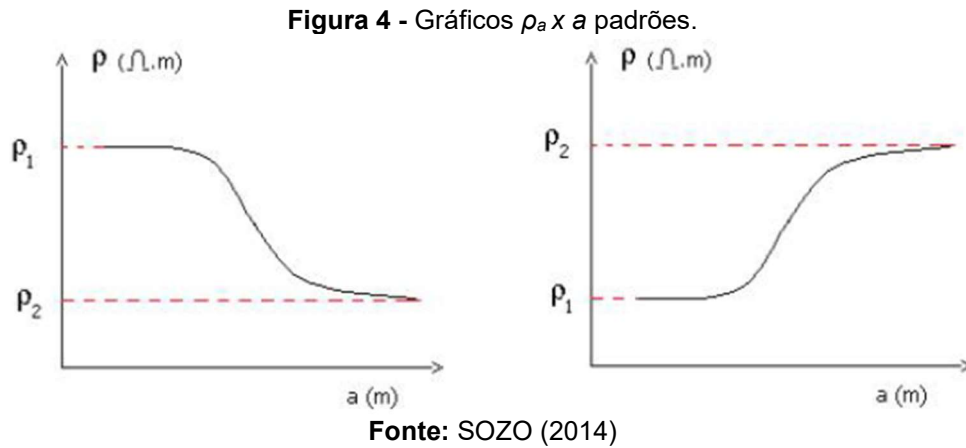 Figura 4 - Gráficos ρₐ x a padrões.
ρ (Ω.m)
ρ₁
ρ₂
a (m)
ρ (Ω.m)
ρ₂
ρ₁
a (m)
Fonte: SOZO (2014)